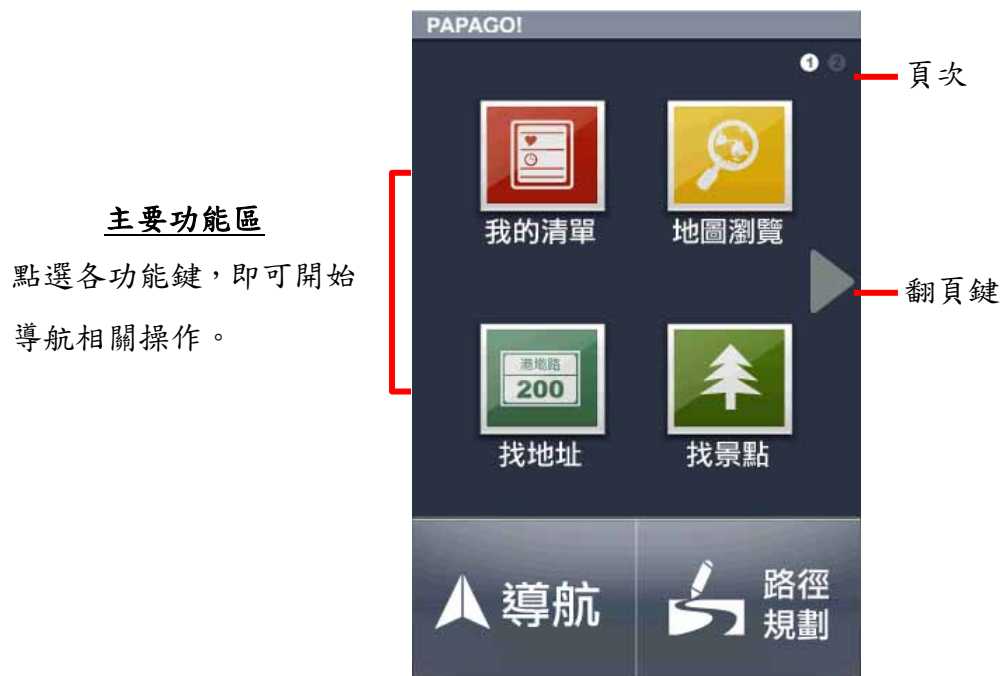 PAPAGO!
1 2
頁次
我的清單
地圖瀏覽
主要功能區
點選各功能鍵，即可開始
導航相關操作。
翻頁鍵
港墘路
200
找地址
找景點
導航
路徑
規劃